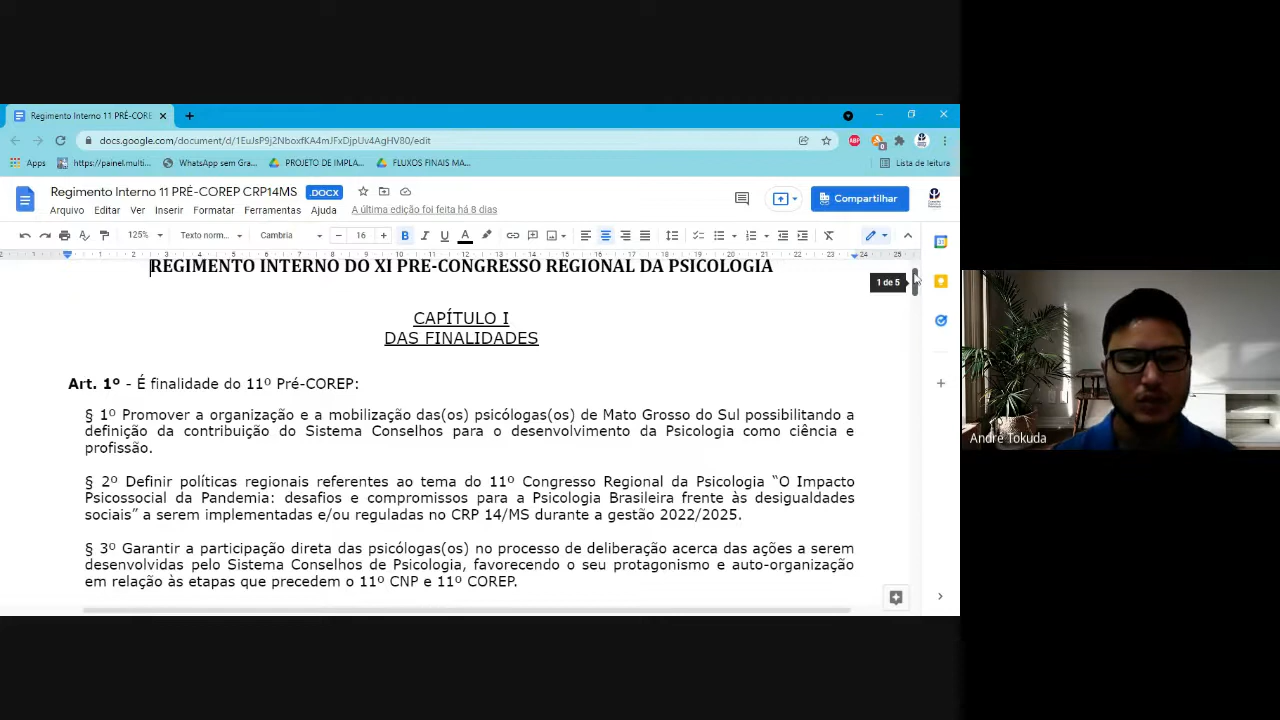 Regimento Interno 11 PRÉ-CORE
docs.google.com/document/d/1EuJsP9j2NboxfKA4mJFxDjpUv4AgHV80/edit
Apps https://painel.multi... WhatsApp sem Gra... PROJETO DE IMPLA... FLUXOS FINAIS MA... Lista de leitura
Regimento Interno 11 PRÉ-COREP CRP14MS .DOCX
Compartilhar
Arquivo Editar Ver Inserir Formatar Ferramentas Ajuda A última edição foi feita há 8 dias
125% Texto norm... Cambria 16
REGIMENTO INTERNO DO XI PRE-CONGRESSO REGIONAL DA PSICOLOGIA
1 de 5
CAPÍTULO I
DAS FINALIDADES
Art. 1º - É finalidade do 11º Pré-COREP:
§ 1º Promover a organização e a mobilização das(os) psicólogas(os) de Mato Grosso do Sul possibilitando a
definição da contribuição do Sistema Conselhos para o desenvolvimento da Psicologia como ciência e
profissão.
§ 2º Definir políticas regionais referentes ao tema do 11º Congresso Regional da Psicologia “O Impacto
Psicossocial da Pandemia: desafios e compromissos para a Psicologia Brasileira frente às desigualdades
sociais” a serem implementadas e/ou reguladas no CRP 14/MS durante a gestão 2022/2025.
§ 3º Garantir a participação direta das psicólogas(os) no processo de deliberação acerca das ações a serem
desenvolvidas pelo Sistema Conselhos de Psicologia, favorecendo o seu protagonismo e auto-organização
em relação às etapas que precedem o 11º CNP e 11º COREP.
André Tokuda